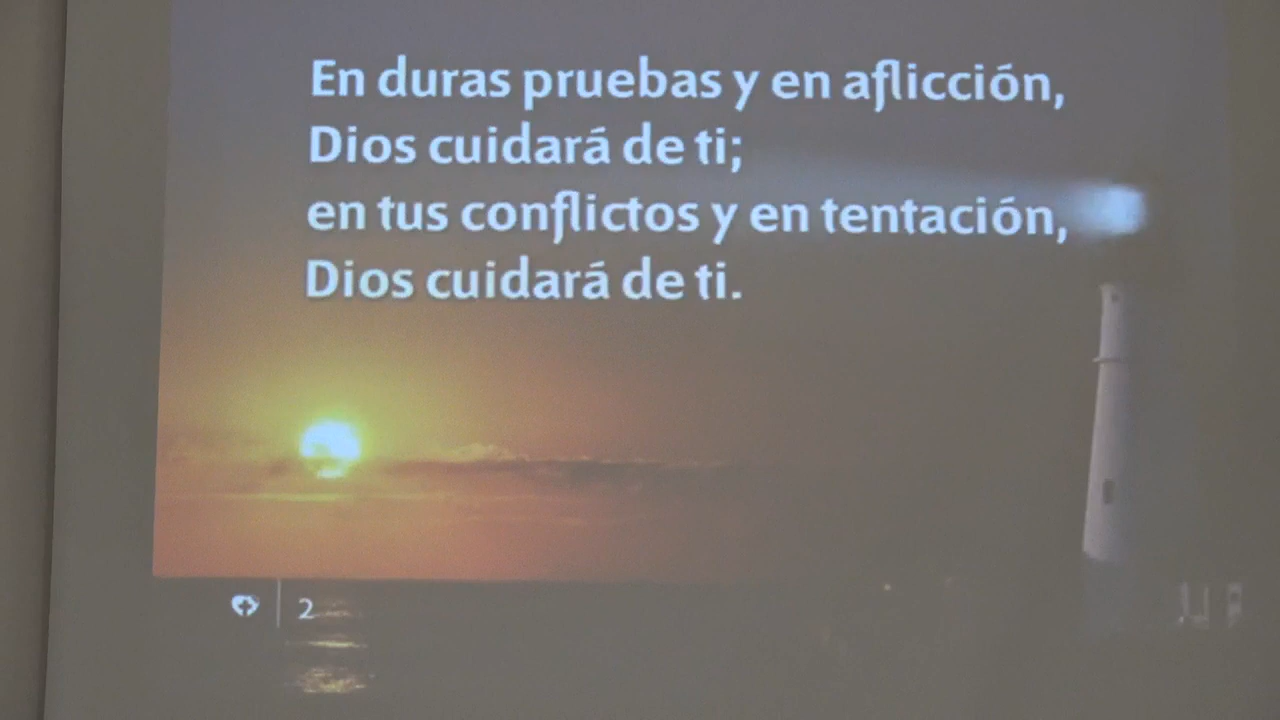 En duras pruebas y en aflicción,
Dios cuidará de ti;
en tus conflictos y en tentación,
Dios cuidará de ti.
2